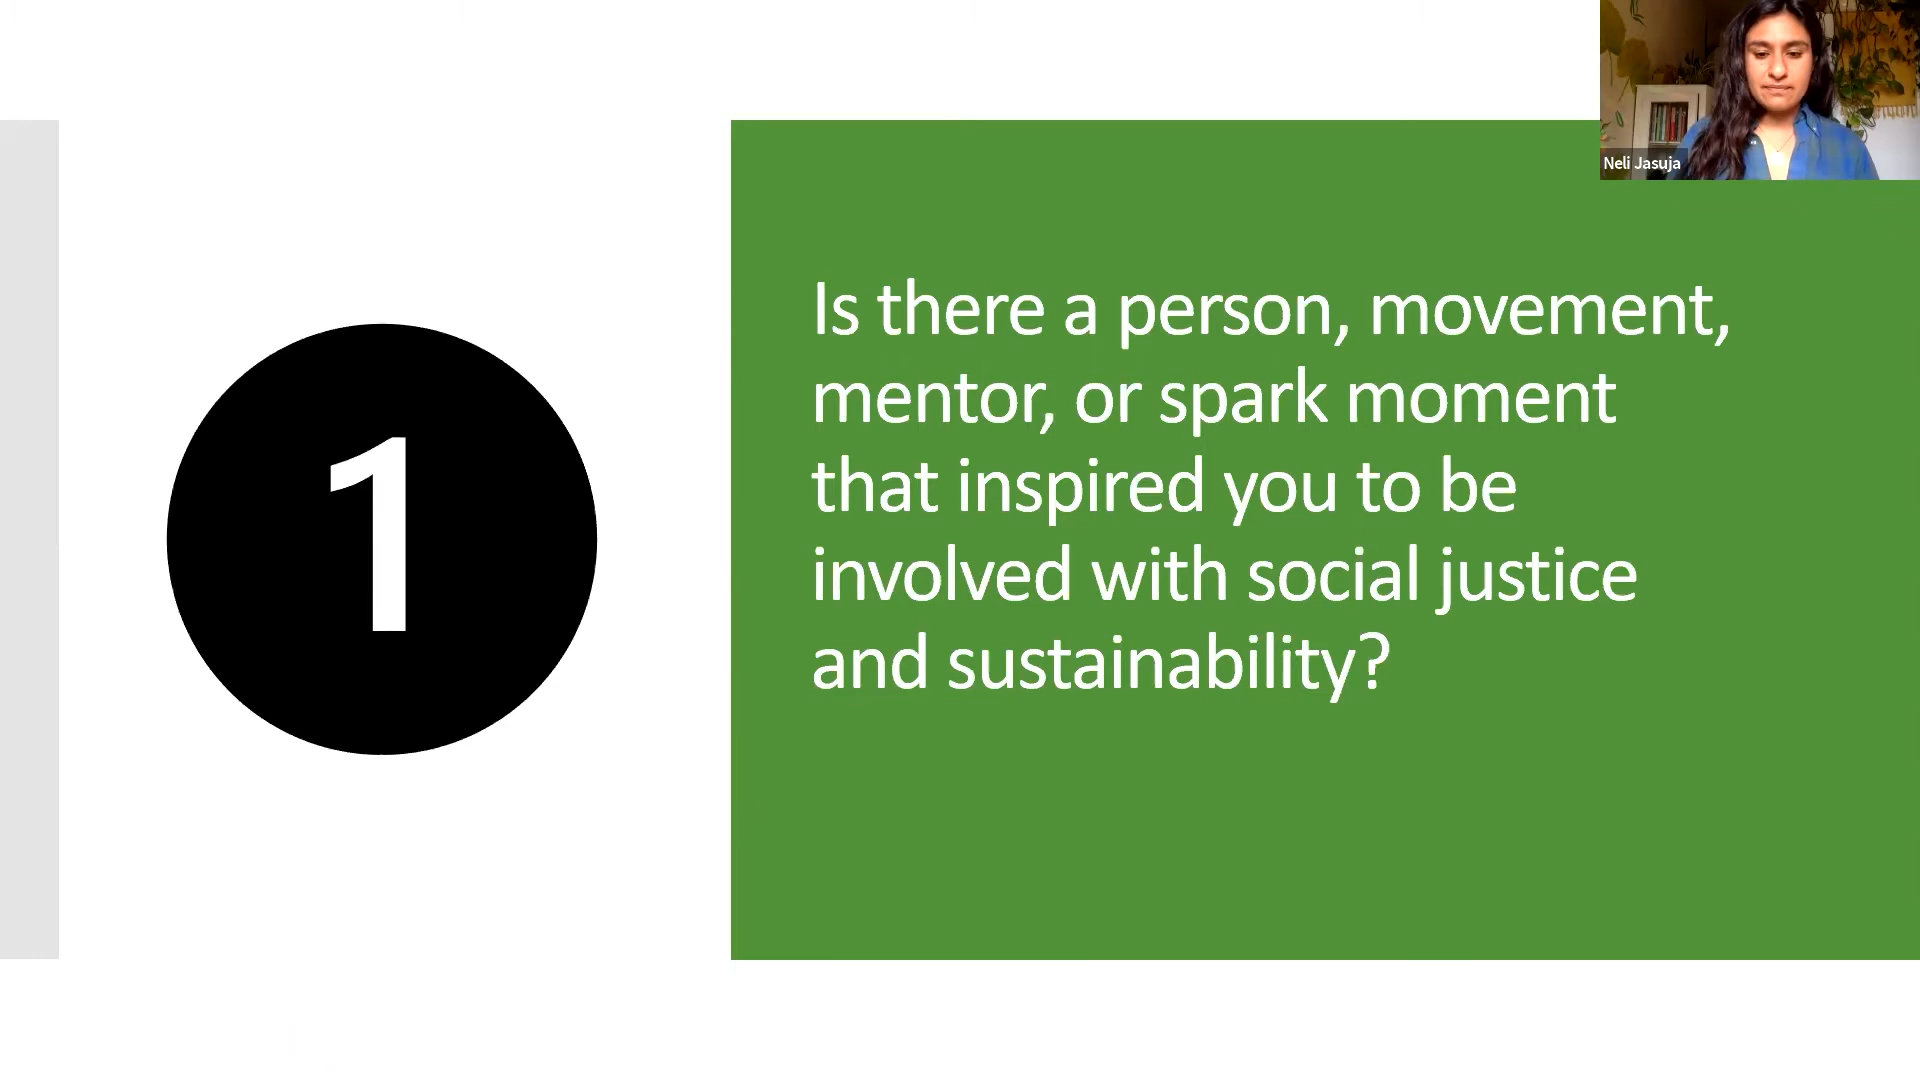 Neli Jasuja
1
Is there a person, movement,
mentor, or spark moment
that inspired you to be
involved with social justice
and sustainability?